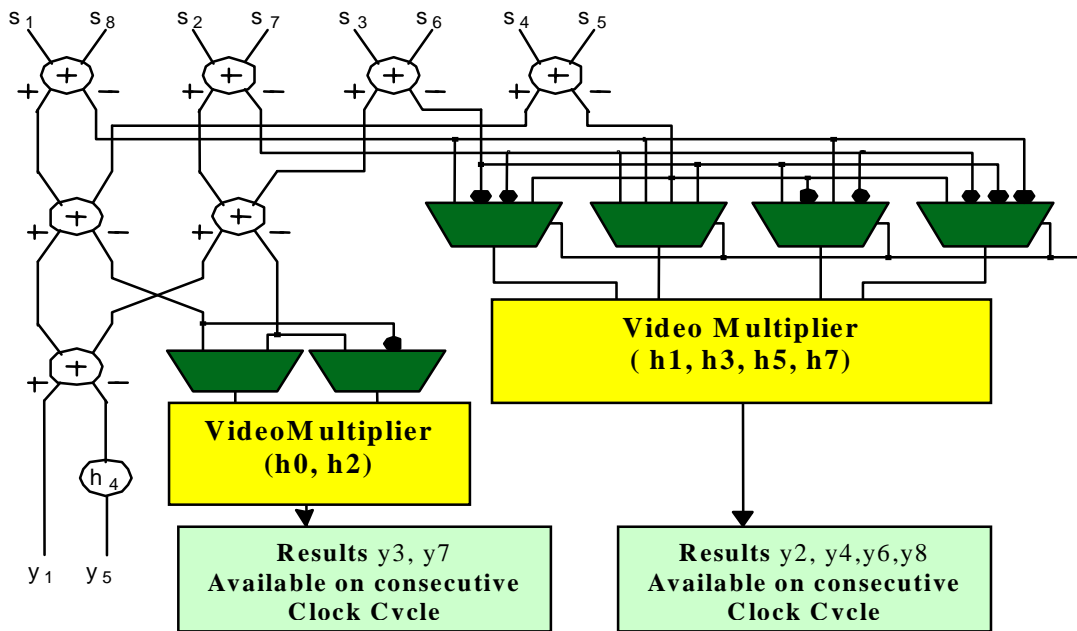 s1 s8 s2 s7 s3 s6 s4 s5
+ + + +
+ − + − + − + −
+ +
+ − + −
Video Multiplier
( h1, h3, h5, h7)
+
+ −
VideoMultiplier
(h0, h2)
h4
y1 y5
Results y3, y7
Available on consecutive
Clock Cvcle
Results y2, y4,y6,y8
Available on consecutive
Clock Cvcle